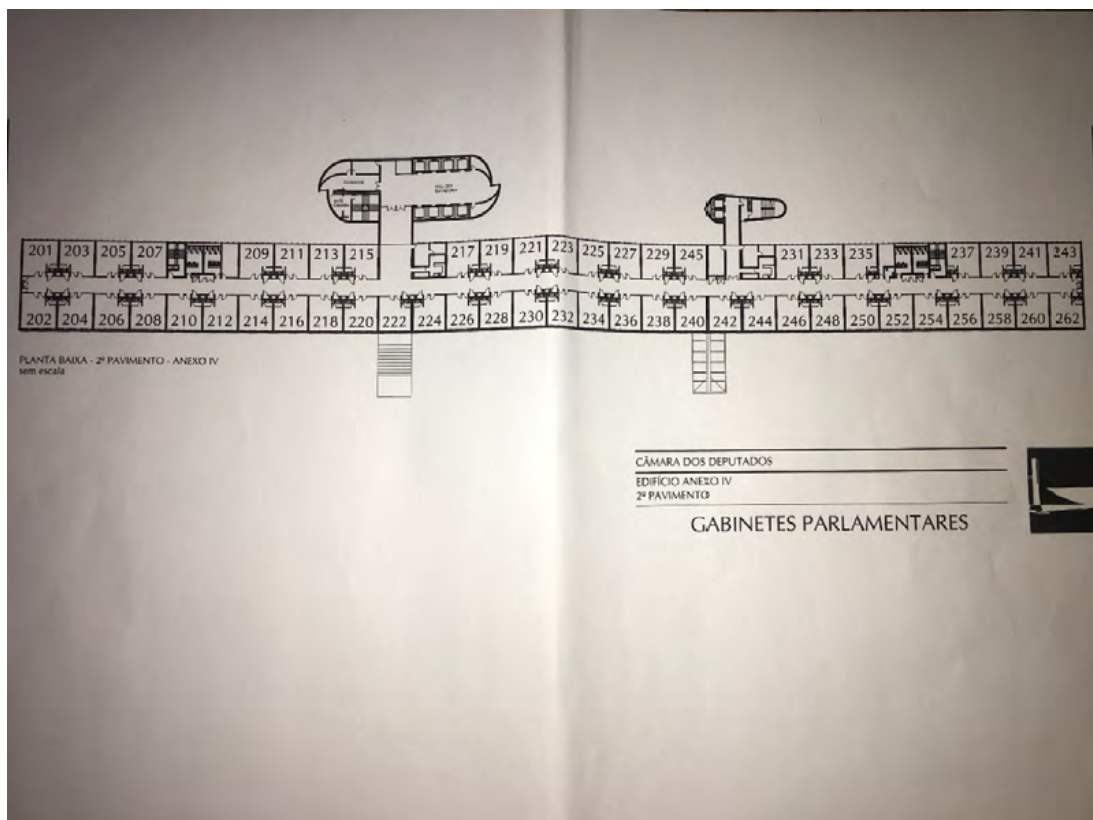 HALL DOS
201 203 205 207 209 211 213 215 217 219 221 223 225 227 229 245 231 233 235 237 239 241 243
202 204 206 208 210 212 214 216 218 220 222 224 226 228 230 232 234 236 238 240 242 244 246 248 250 252 254 256 258 260 262
PLANTA BAIXA - 2º PAVIMENTO - ANEXO IV
sem escala
CÂMARA DOS DEPUTADOS
EDIFÍCIO ANEXO IV
2º PAVIMENTO
GABINETES PARLAMENTARES